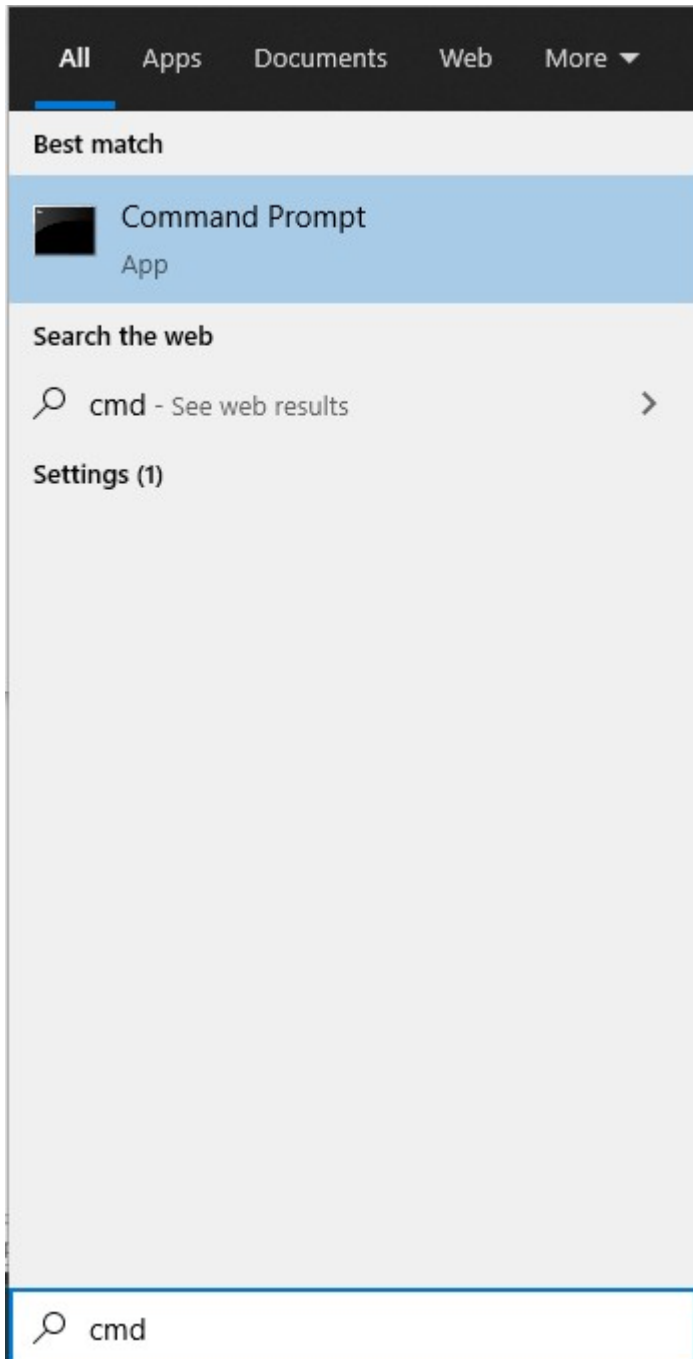 All Apps Documents Web More
Best match
Command Prompt
App
Search the web
cmd - See web results
Settings (1)
cmd